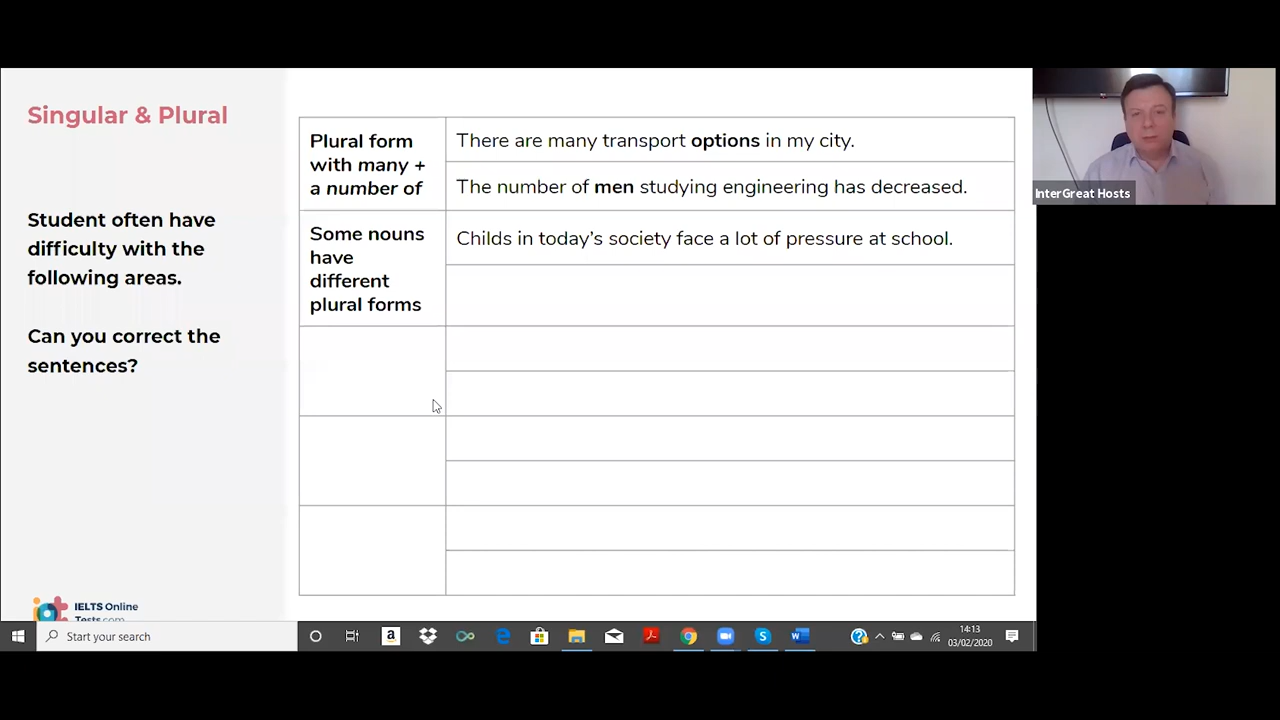 Singular & Plural
Student often have
difficulty with the
following areas.
Can you correct the
sentences?
Plural form
with many +
a number of
There are many transport options in my city.
The number of men studying engineering has decreased.
Some nouns
have
different
plural forms
Childs in today's society face a lot of pressure at school.
InterGreat Hosts
IELTS Online
Tests.com
Start your search
14:13
03/02/2020